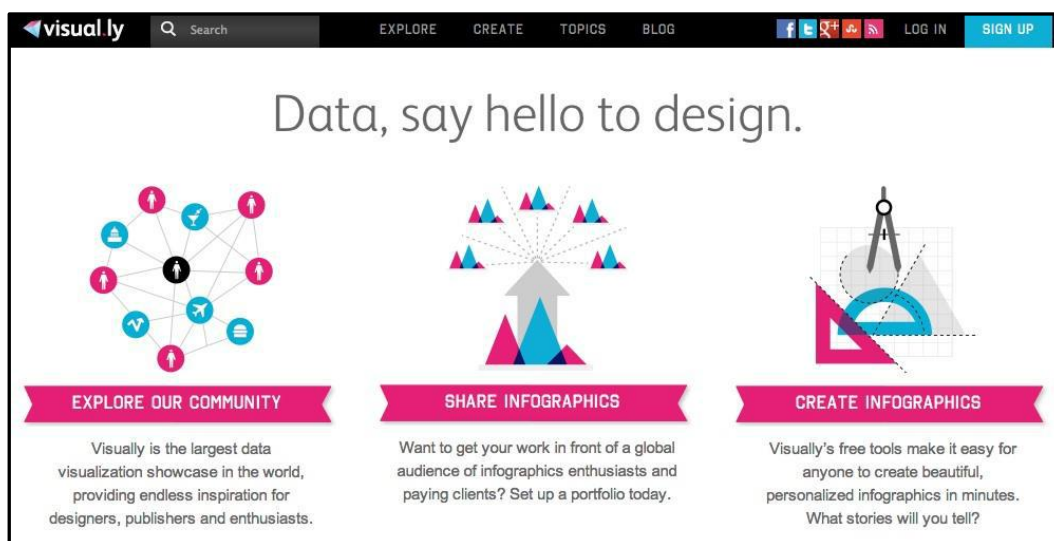 visual.ly
Search
EXPLORE CREATE TOPICS BLOG
LOG IN
SIGN UP
Data, say hello to design.
EXPLORE OUR COMMUNITY
Visually is the largest data
visualization showcase in the world,
providing endless inspiration for
designers, publishers and enthusiasts.
SHARE INFOGRAPHICS
Want to get your work in front of a global
audience of infographics enthusiasts and
paying clients? Set up a portfolio today.
CREATE INFOGRAPHICS
Visually's free tools make it easy for
anyone to create beautiful,
personalized infographics in minutes.
What stories will you tell?